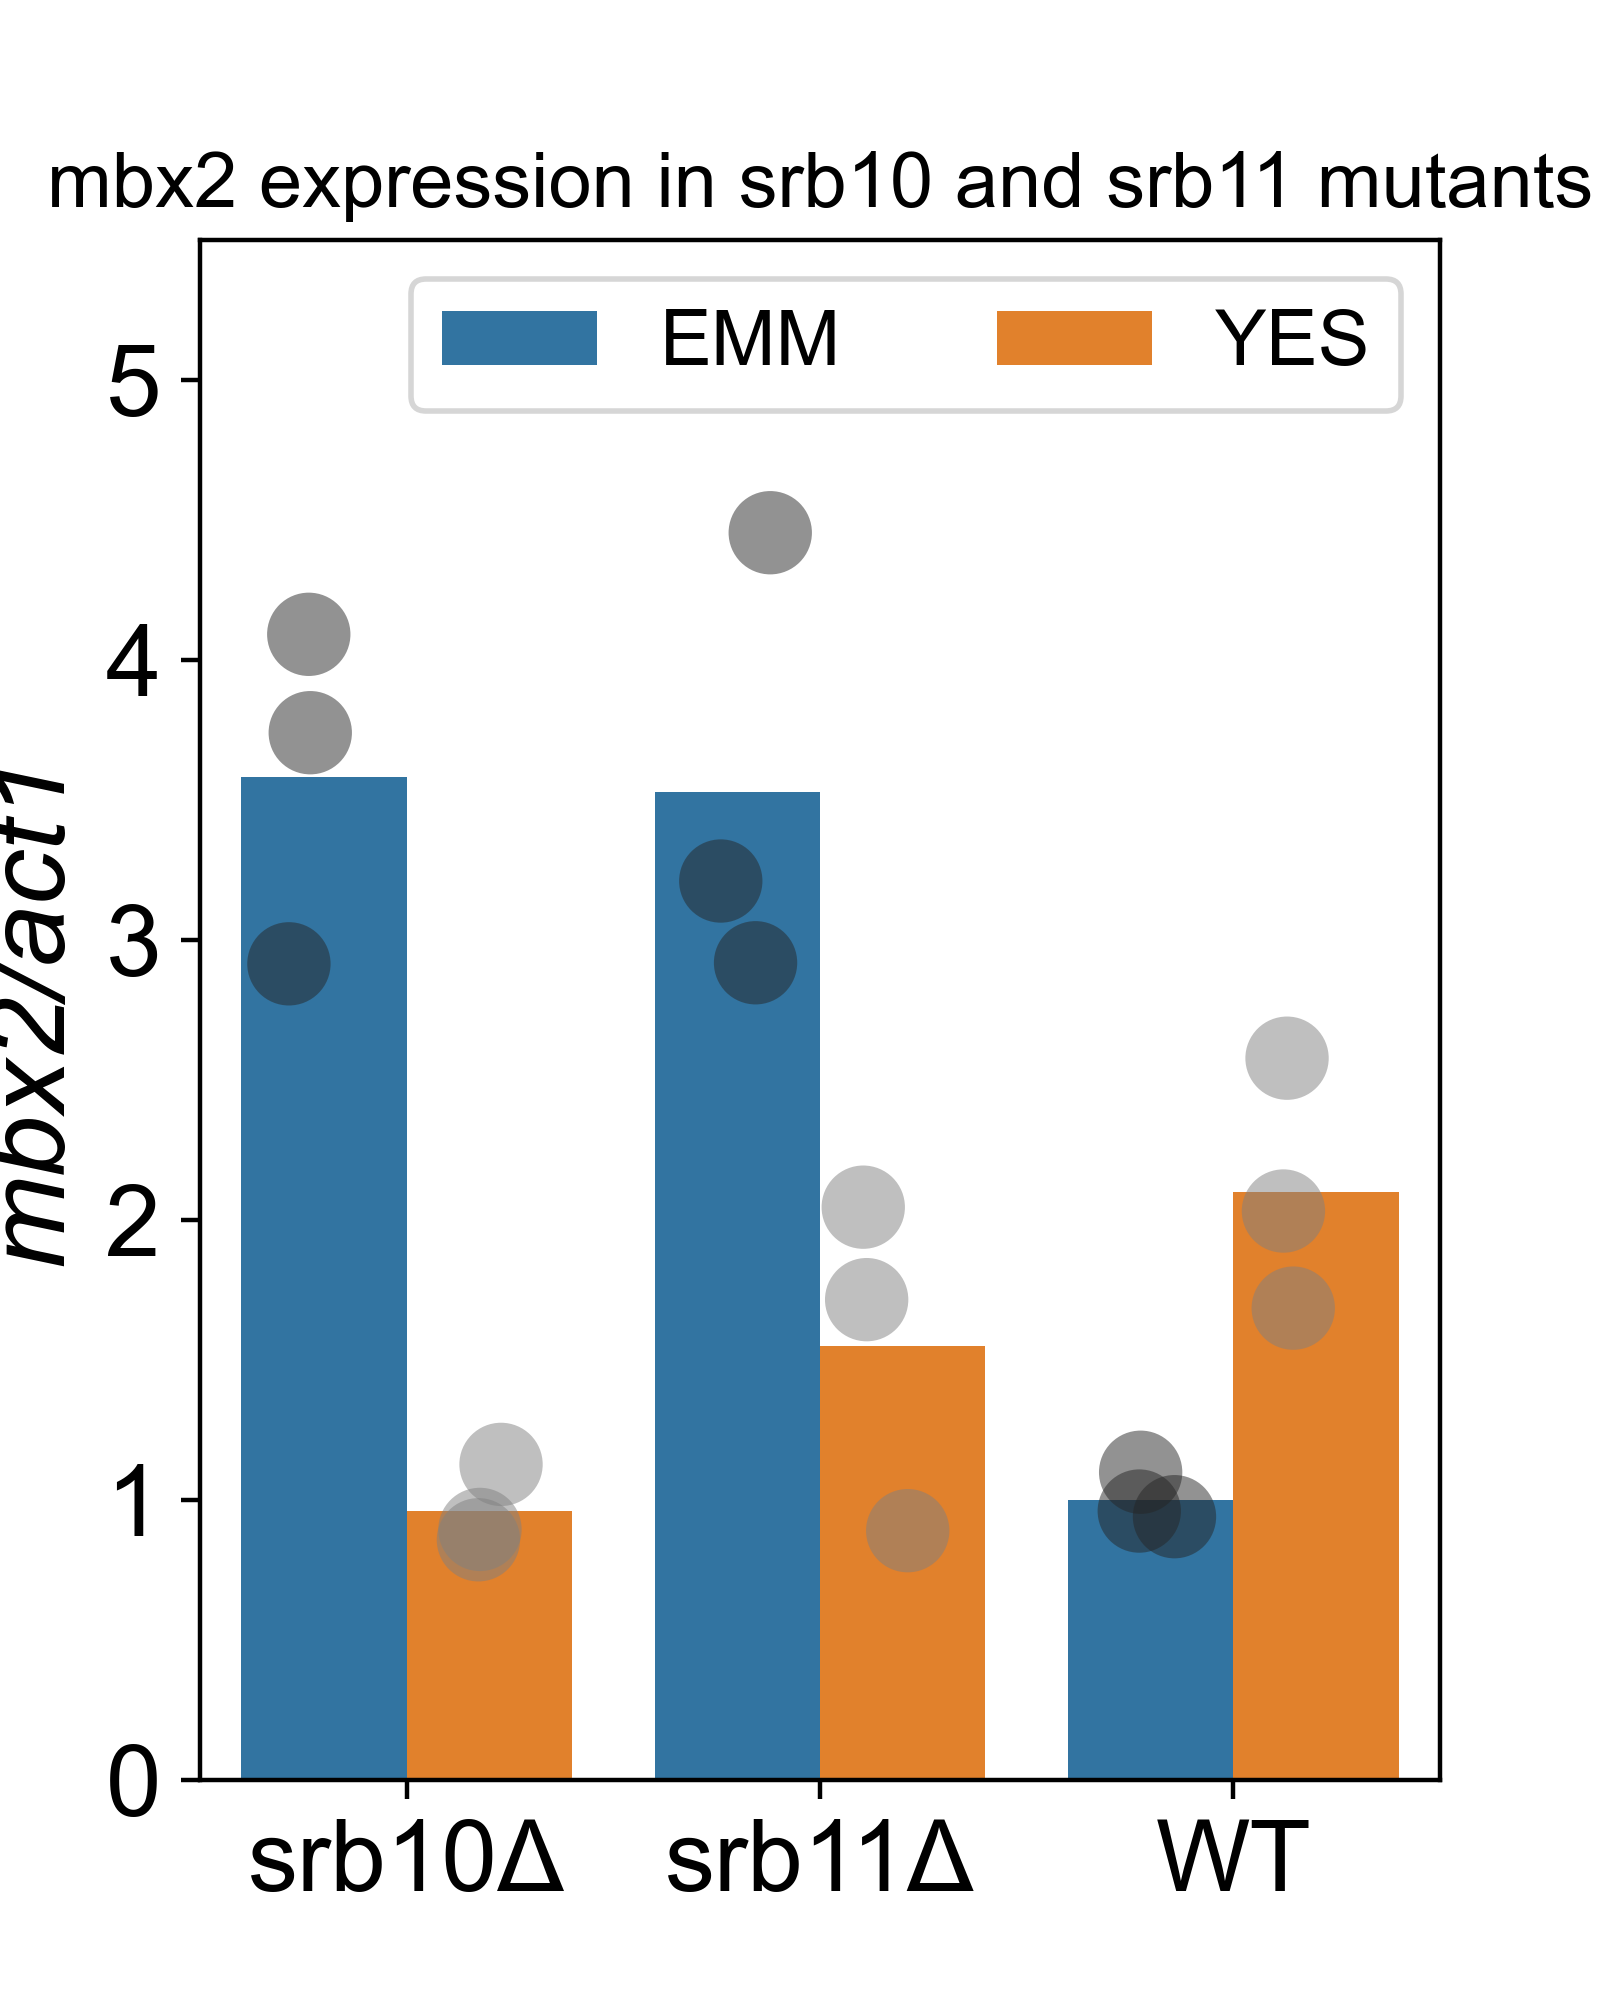 mbx2 expression in srb10 and srb11 mutants
EMM YES
5
4
3
2
1
0
mbx2/act1
srb10Δ srb11Δ WT